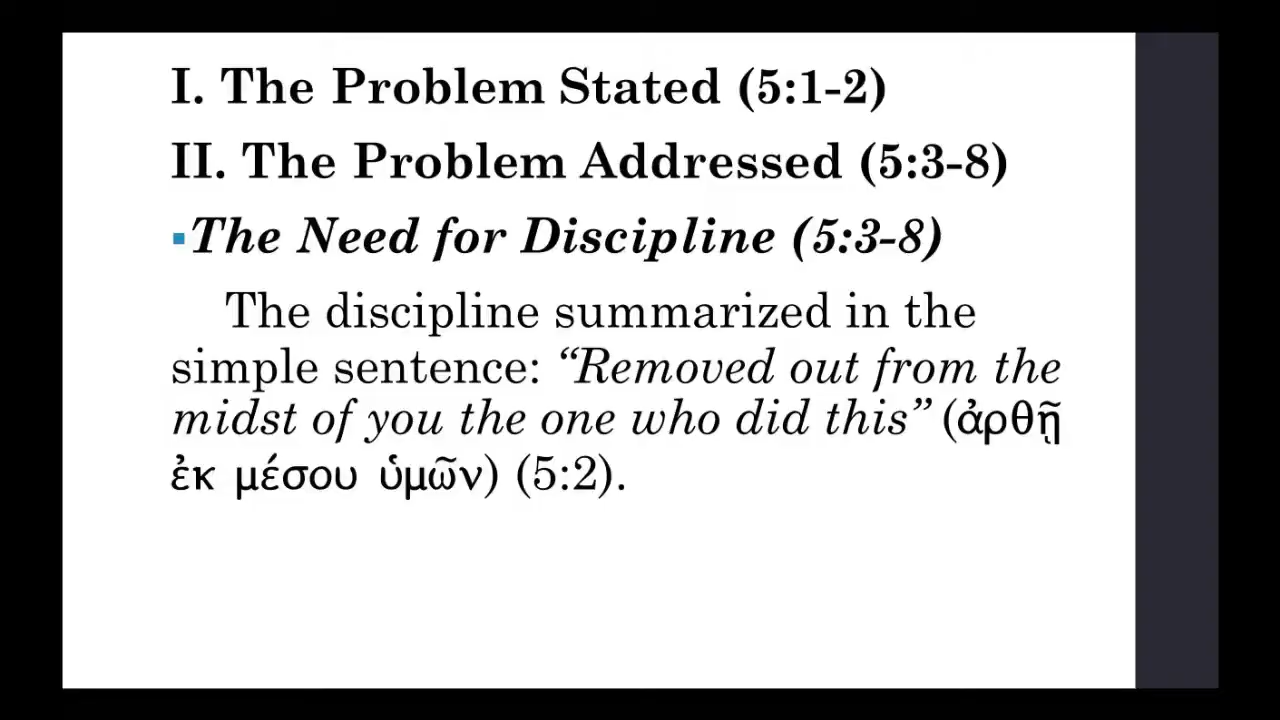 I. The Problem Stated (5:1-2)
II. The Problem Addressed (5:3-8)
▪The Need for Discipline (5:3-8)
The discipline summarized in the
simple sentence: “Removed out from the
midst of you the one who did this” (ἀρθῇ
ἐκ μέσου ὑμῶν) (5:2).